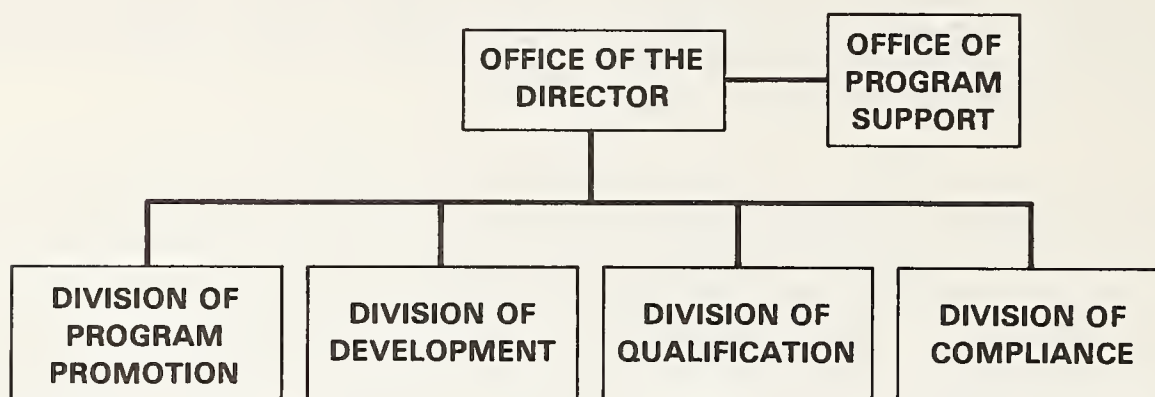 OFFICE OF THE
DIRECTOR
OFFICE OF
PROGRAM
SUPPORT
DIVISION OF
PROGRAM
PROMOTION
DIVISION OF
DEVELOPMENT
DIVISION OF
QUALIFICATION
DIVISION OF
COMPLIANCE